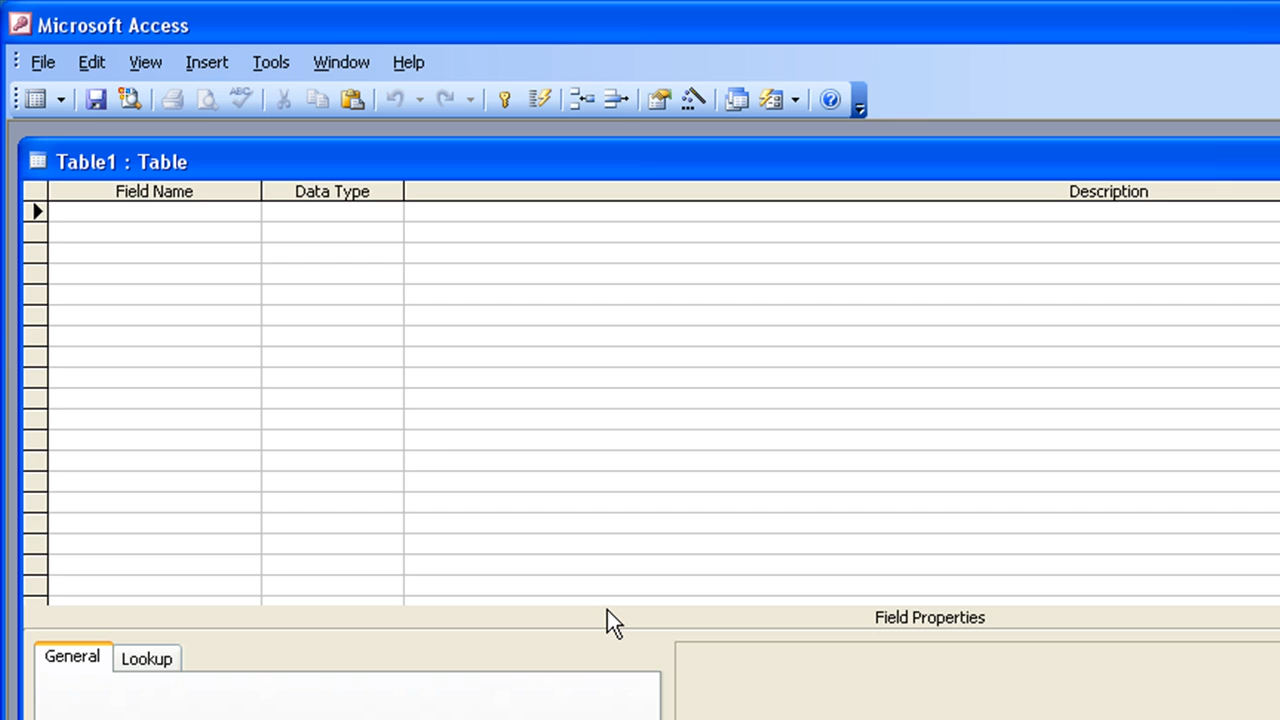 Microsoft Access
File Edit View Insert Tools Window Help
ABC
Table1 : Table
Field Name Data Type Description
Field Properties
General Lookup